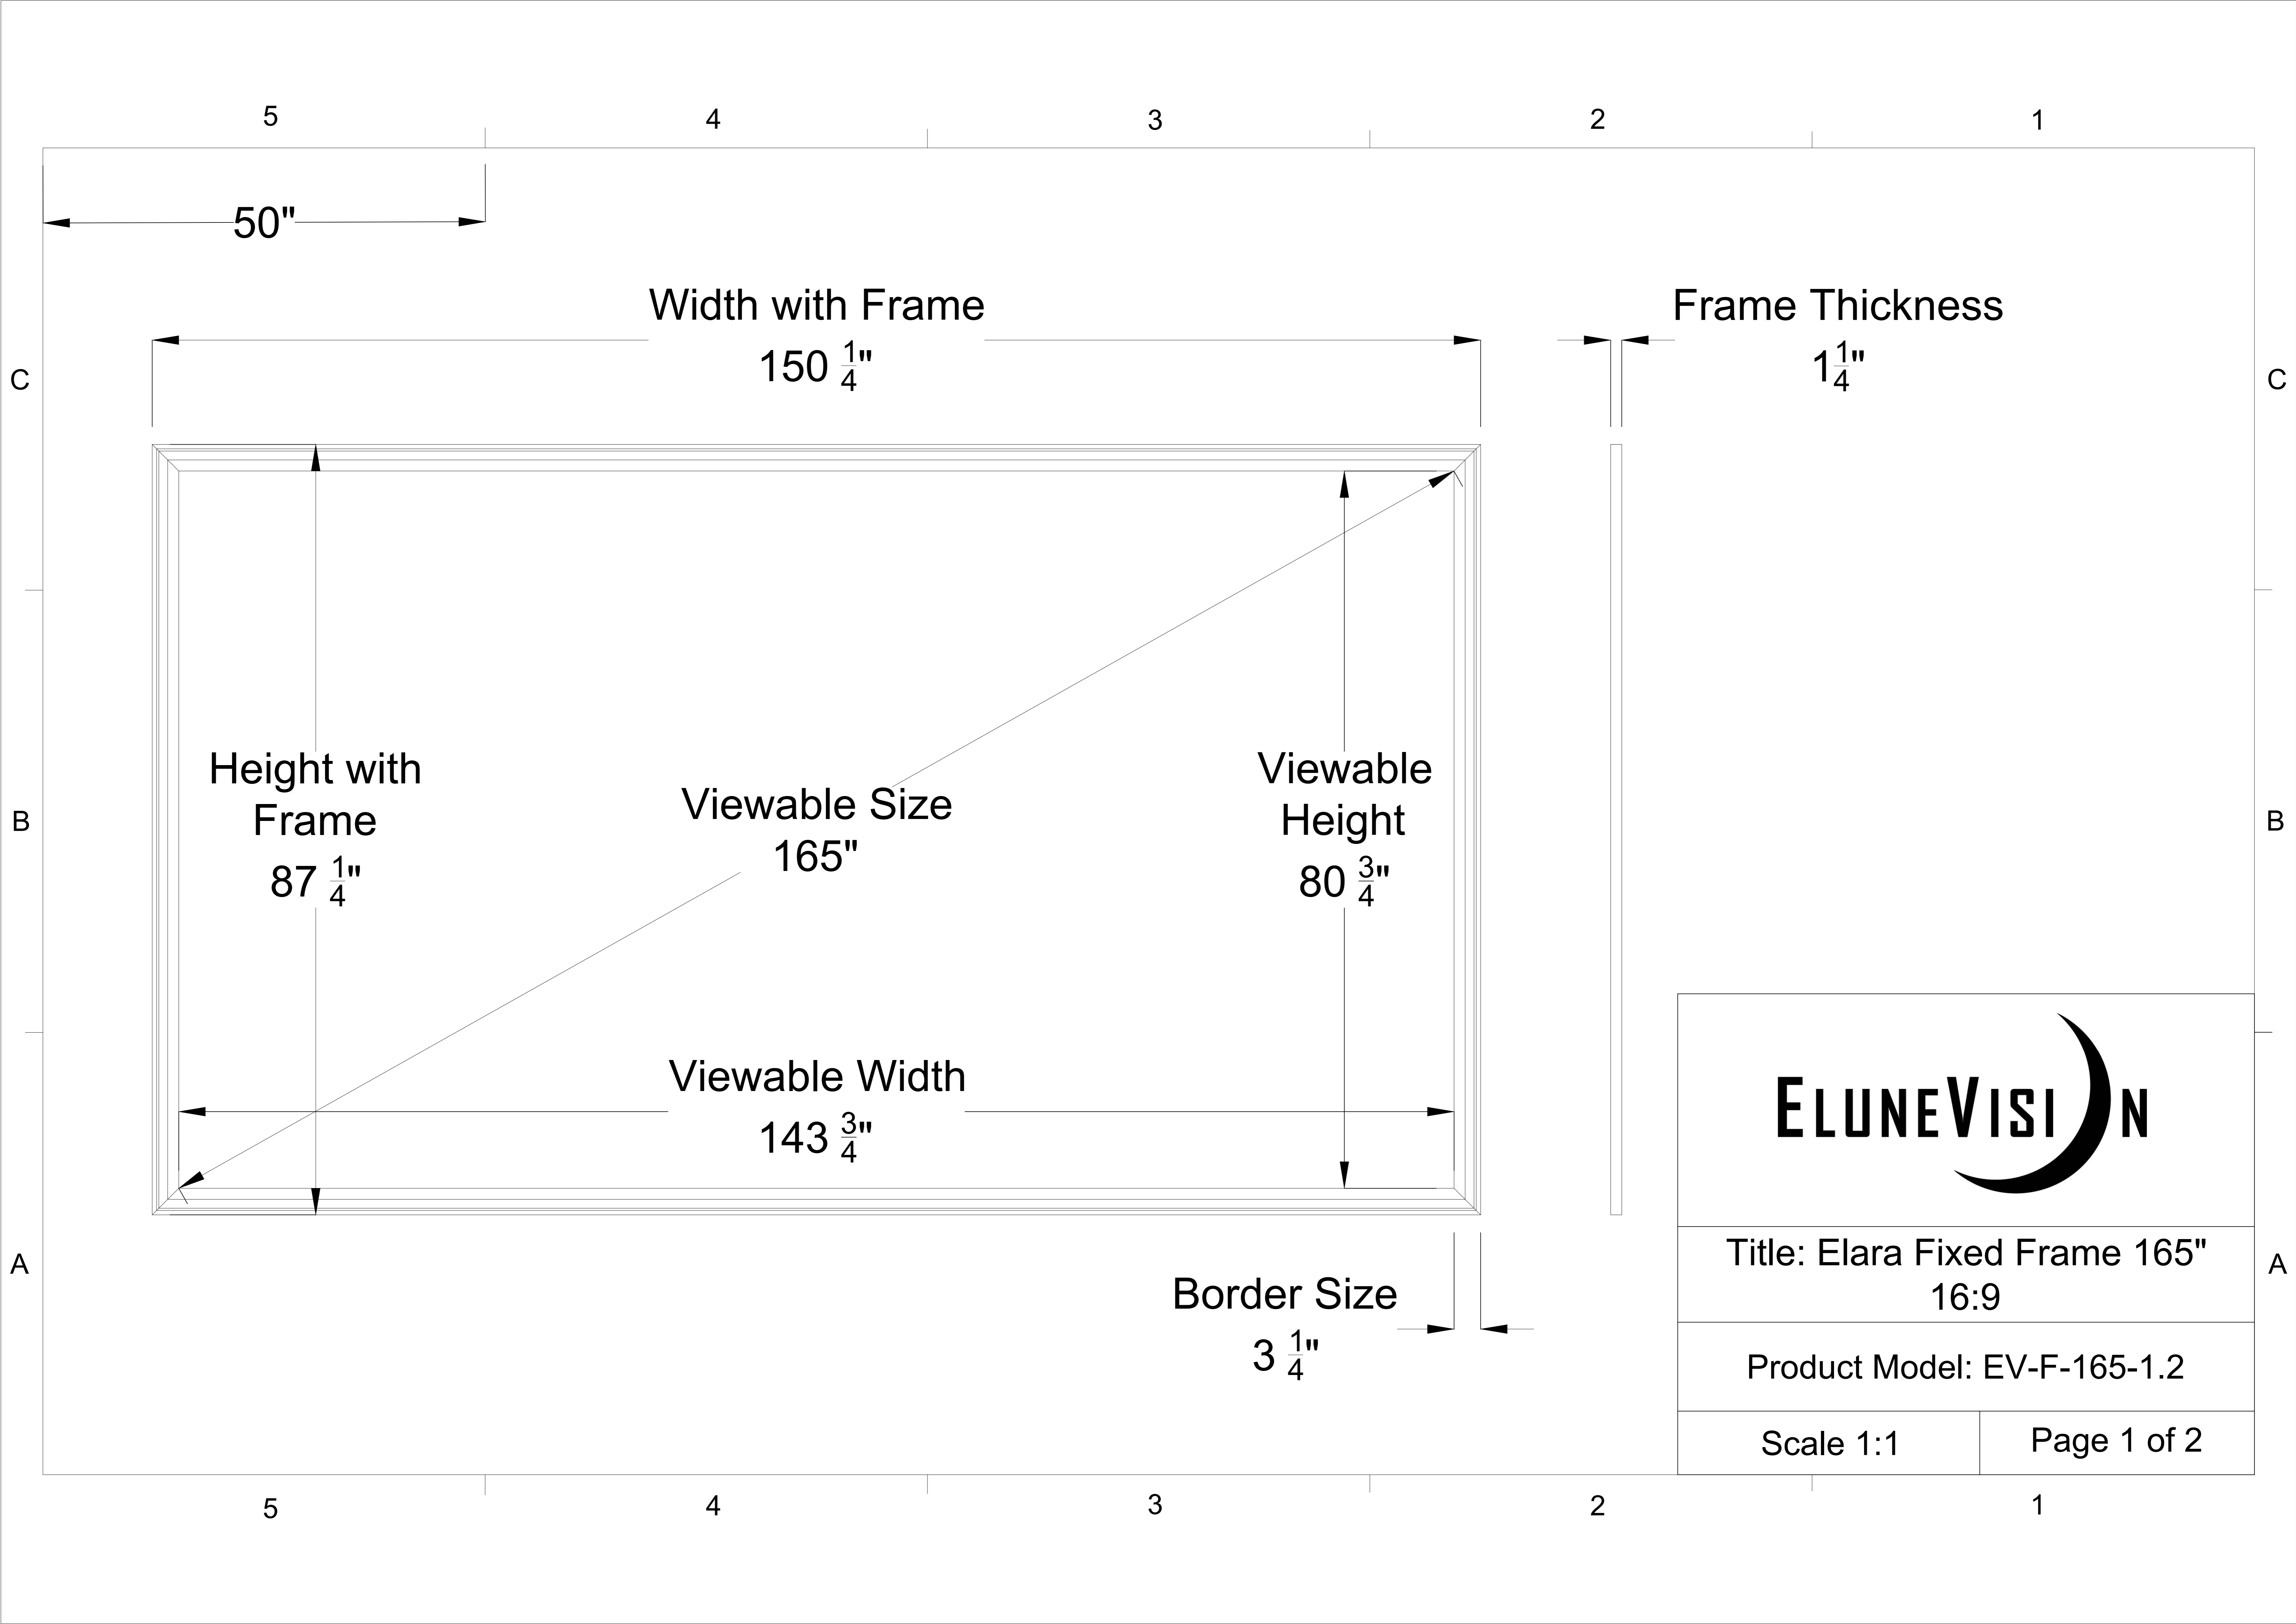 5 4 3 2 1
50"
Width with Frame
150 1/4"
Frame Thickness
1 1/4"
C C
Height with
Frame
87 1/4"
Viewable Size
165"
Viewable
Height
80 3/4"
B B
Viewable Width
143 3/4"
ELUNEVISION
Title: Elara Fixed Frame 165"
16:9
A A
Border Size
3 1/4"
Product Model: EV-F-165-1.2
Scale 1:1
Page 1 of 2
5 4 3 2 1